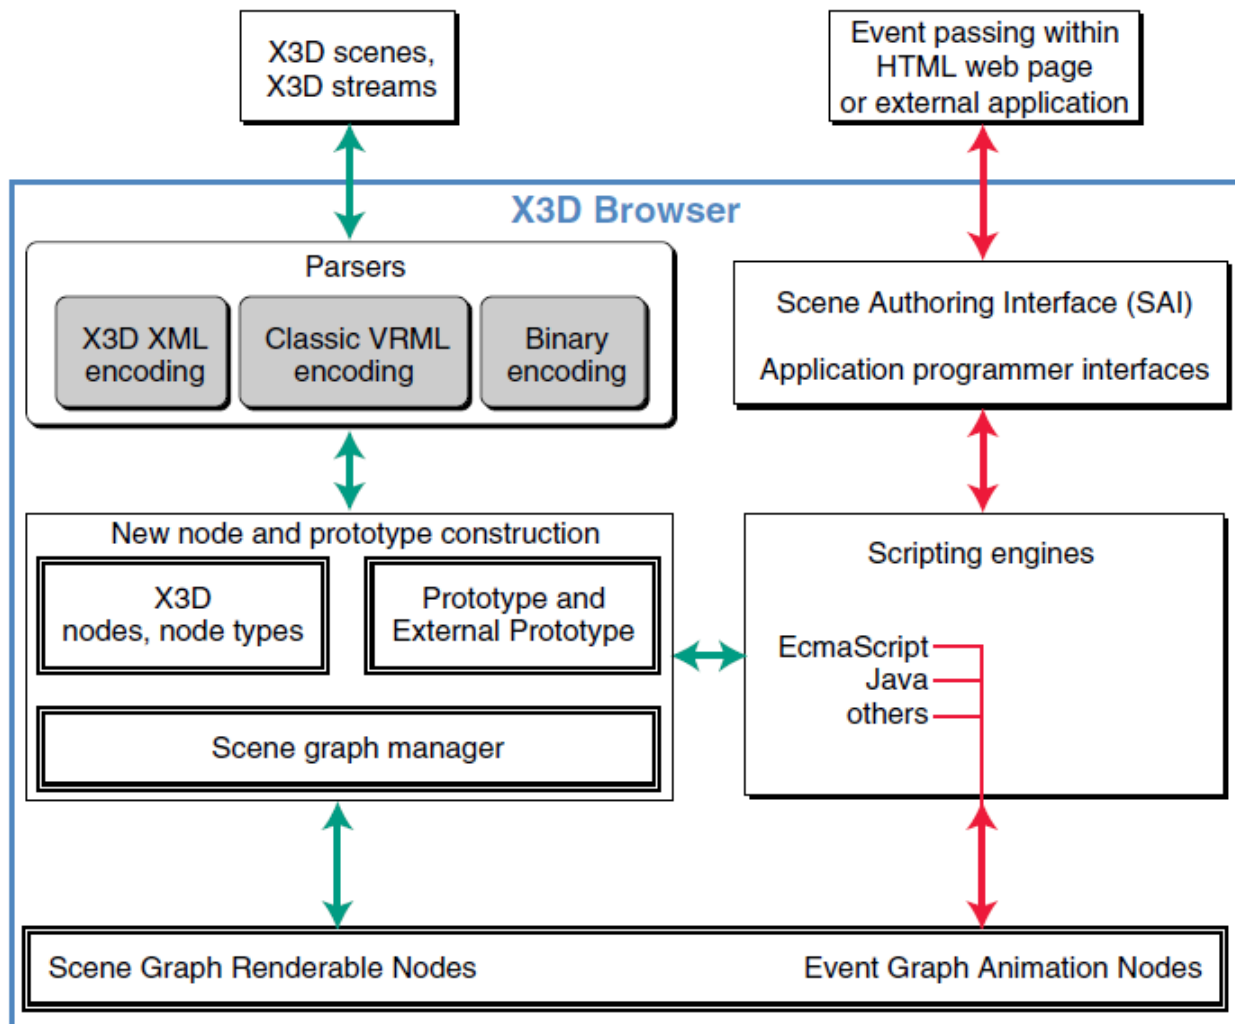 X3D scenes,
X3D streams
Event passing within
HTML web page
or external application
X3D Browser
Parsers
X3D XML
encoding
Classic VRML
encoding
Binary
encoding
Scene Authoring Interface (SAI)
Application programmer interfaces
New node and prototype construction
X3D
nodes, node types
Prototype and
External Prototype
Scene graph manager
Scripting engines
EcmaScript
Java
others
Scene Graph Renderable Nodes
Event Graph Animation Nodes